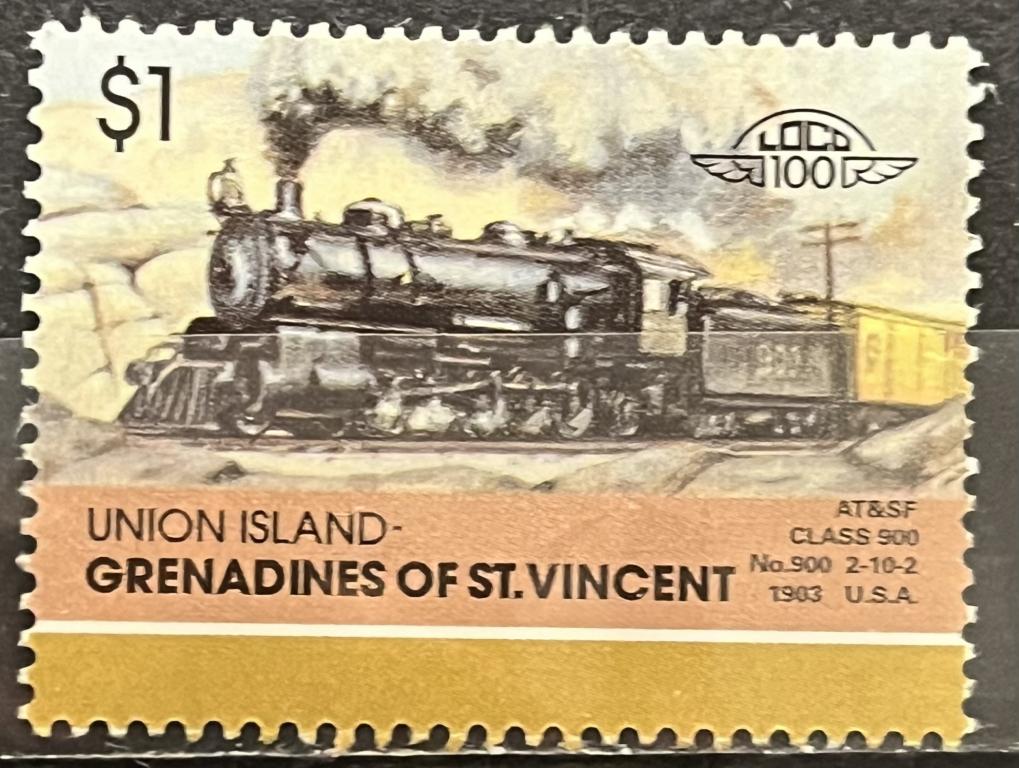 $1
LOCO
100
UNION ISLAND-
GRENADINES OF ST. VINCENT
AT&SF
CLASS 900
No.900 2-10-2
1903 U.S.A.